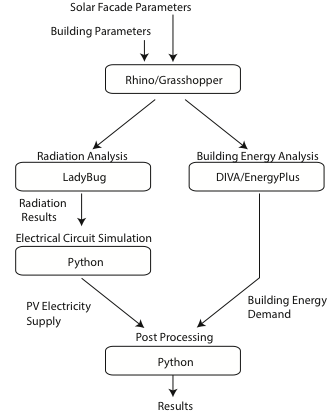 Solar Facade Parameters
Building Parameters
Rhino/Grasshopper
Radiation Analysis
LadyBug
Building Energy Analysis
DIVA/EnergyPlus
Radiation
Results
Electrical Circuit Simulation
Python
PV Electricity
Supply
Building Energy
Demand
Post Processing
Python
Results